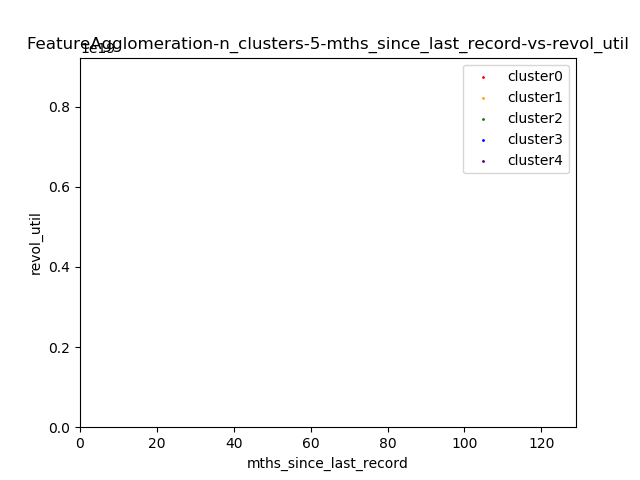 FeatureAgglomeration-n_clusters-5-mths_since_last_record-vs-revol_util
1e19
cluster0
cluster1
cluster2
cluster3
cluster4
0.8
0.6
0.4
0.2
0.0
revol_util
0 20 40 60 80 100 120
mths_since_last_record